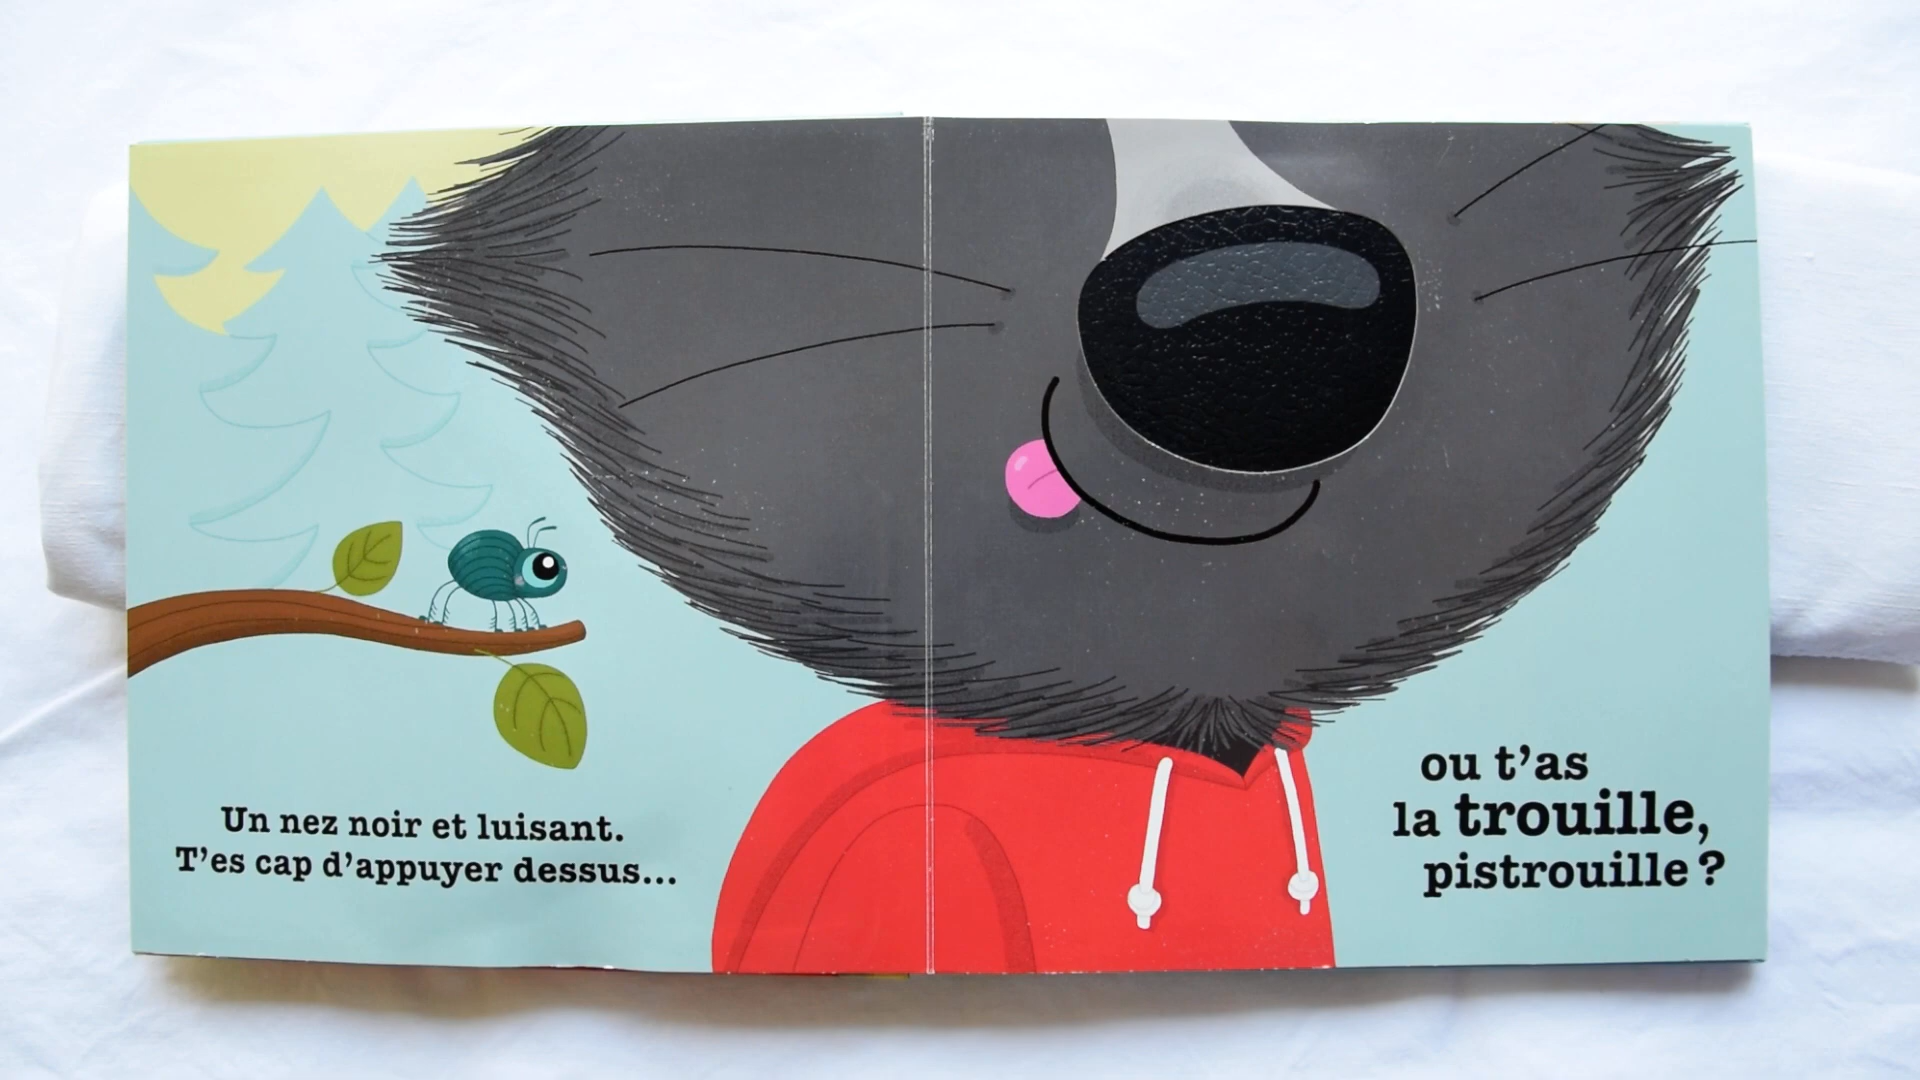 Un nez noir et luisant.
T'es cap d'appuyer dessus...
ou t'as
la trouille,
pistrouille ?